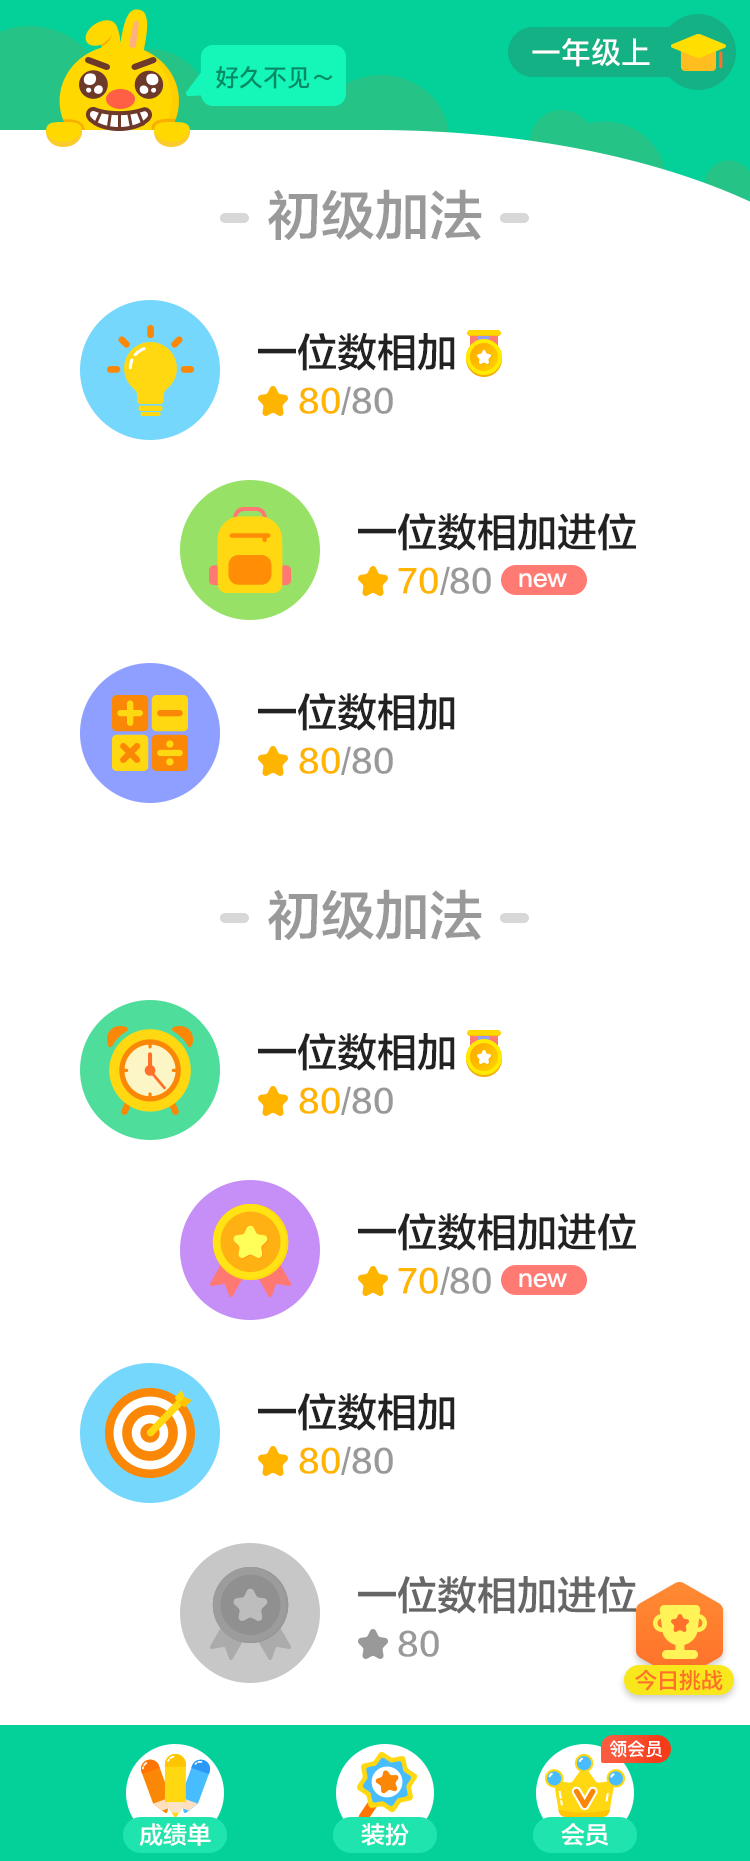 好久不见～
一年级上
初级加法
一位数相加
80/80
一位数相加进位
70/80 new
一位数相加
80/80
初级加法
一位数相加
80/80
一位数相加进位
70/80 new
一位数相加
80/80
一位数相加进位
80
今日挑战
领会员
成绩单
装扮
会员